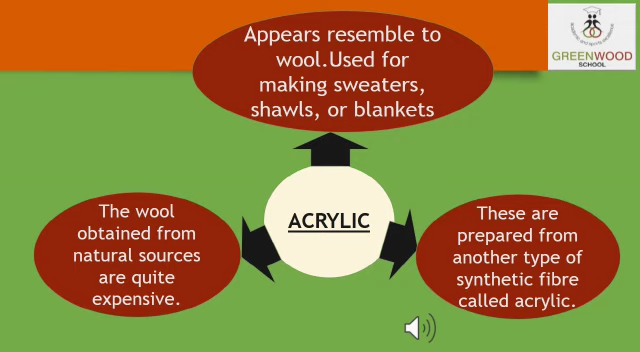 Appears resemble to
wool.Used for
making sweaters,
shawls, or blankets
GREENWOOD
SCHOOL
ACRYLIC
The wool
obtained from
natural sources
are quite
expensive.
These are
prepared from
another type of
synthetic fibre
called acrylic.